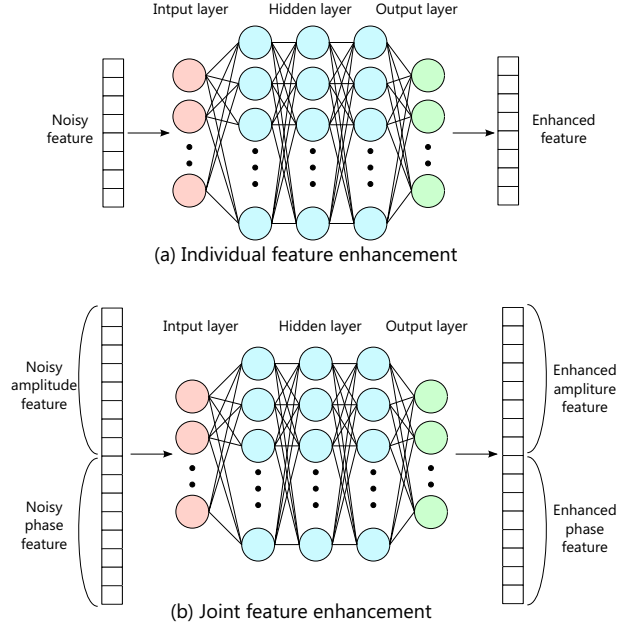 Intput layer
Hidden layer
Output layer
Noisy
feature
Enhanced
feature
(a) Individual feature enhancement
Intput layer
Hidden layer
Output layer
Noisy
amplitude
feature
Enhanced
ampliture
feature
Noisy
phase
feature
Enhanced
phase
feature
(b) Joint feature enhancement